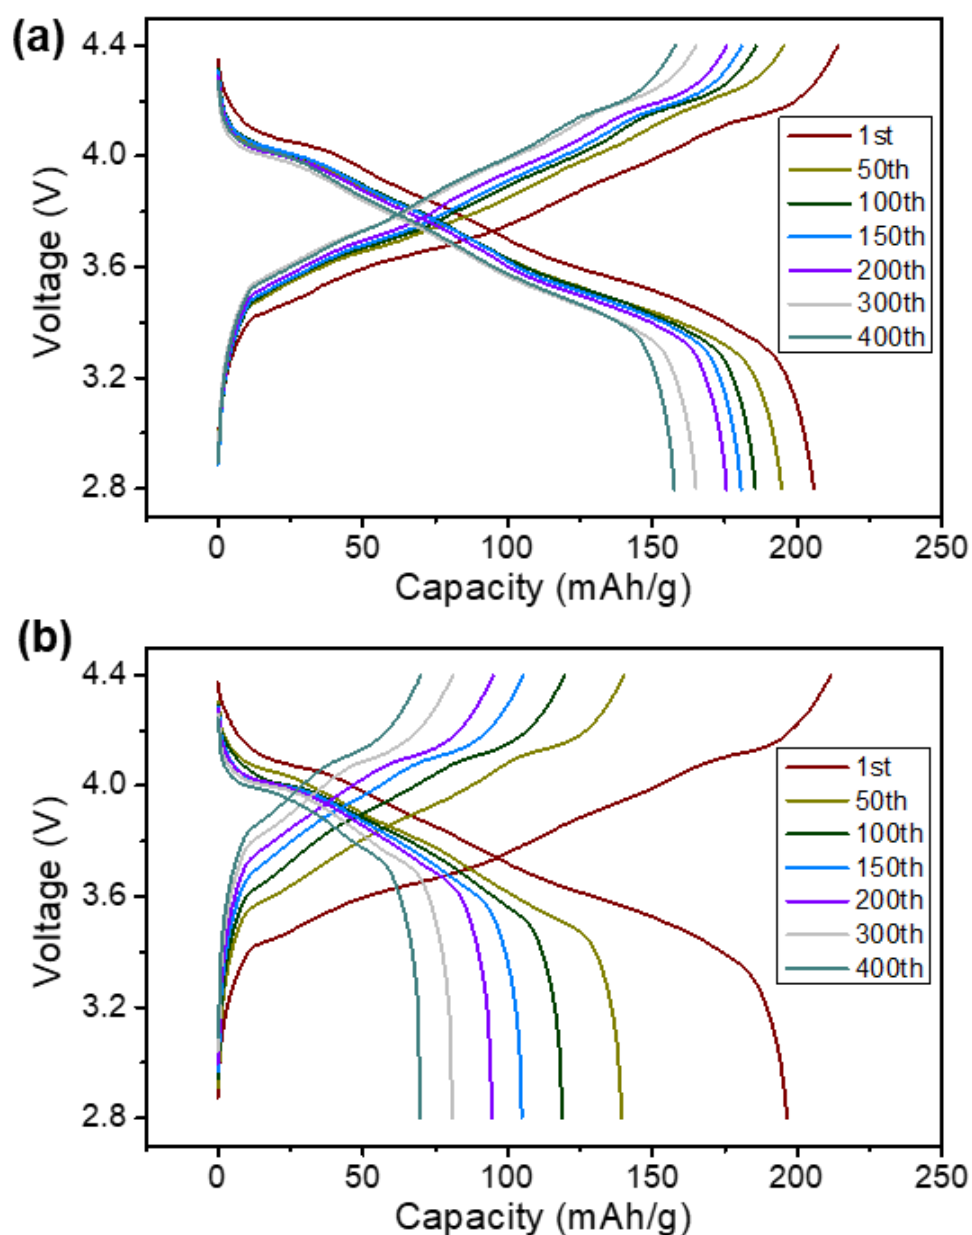 (a)
4.4
4.0
3.6
3.2
2.8
Voltage (V)
1st
50th
100th
150th
200th
300th
400th
0 50 100 150 200 250
Capacity (mAh/g)
(b)
4.4
4.0
3.6
3.2
2.8
Voltage (V)
1st
50th
100th
150th
200th
300th
400th
0 50 100 150 200 250
Capacity (mAh/g)